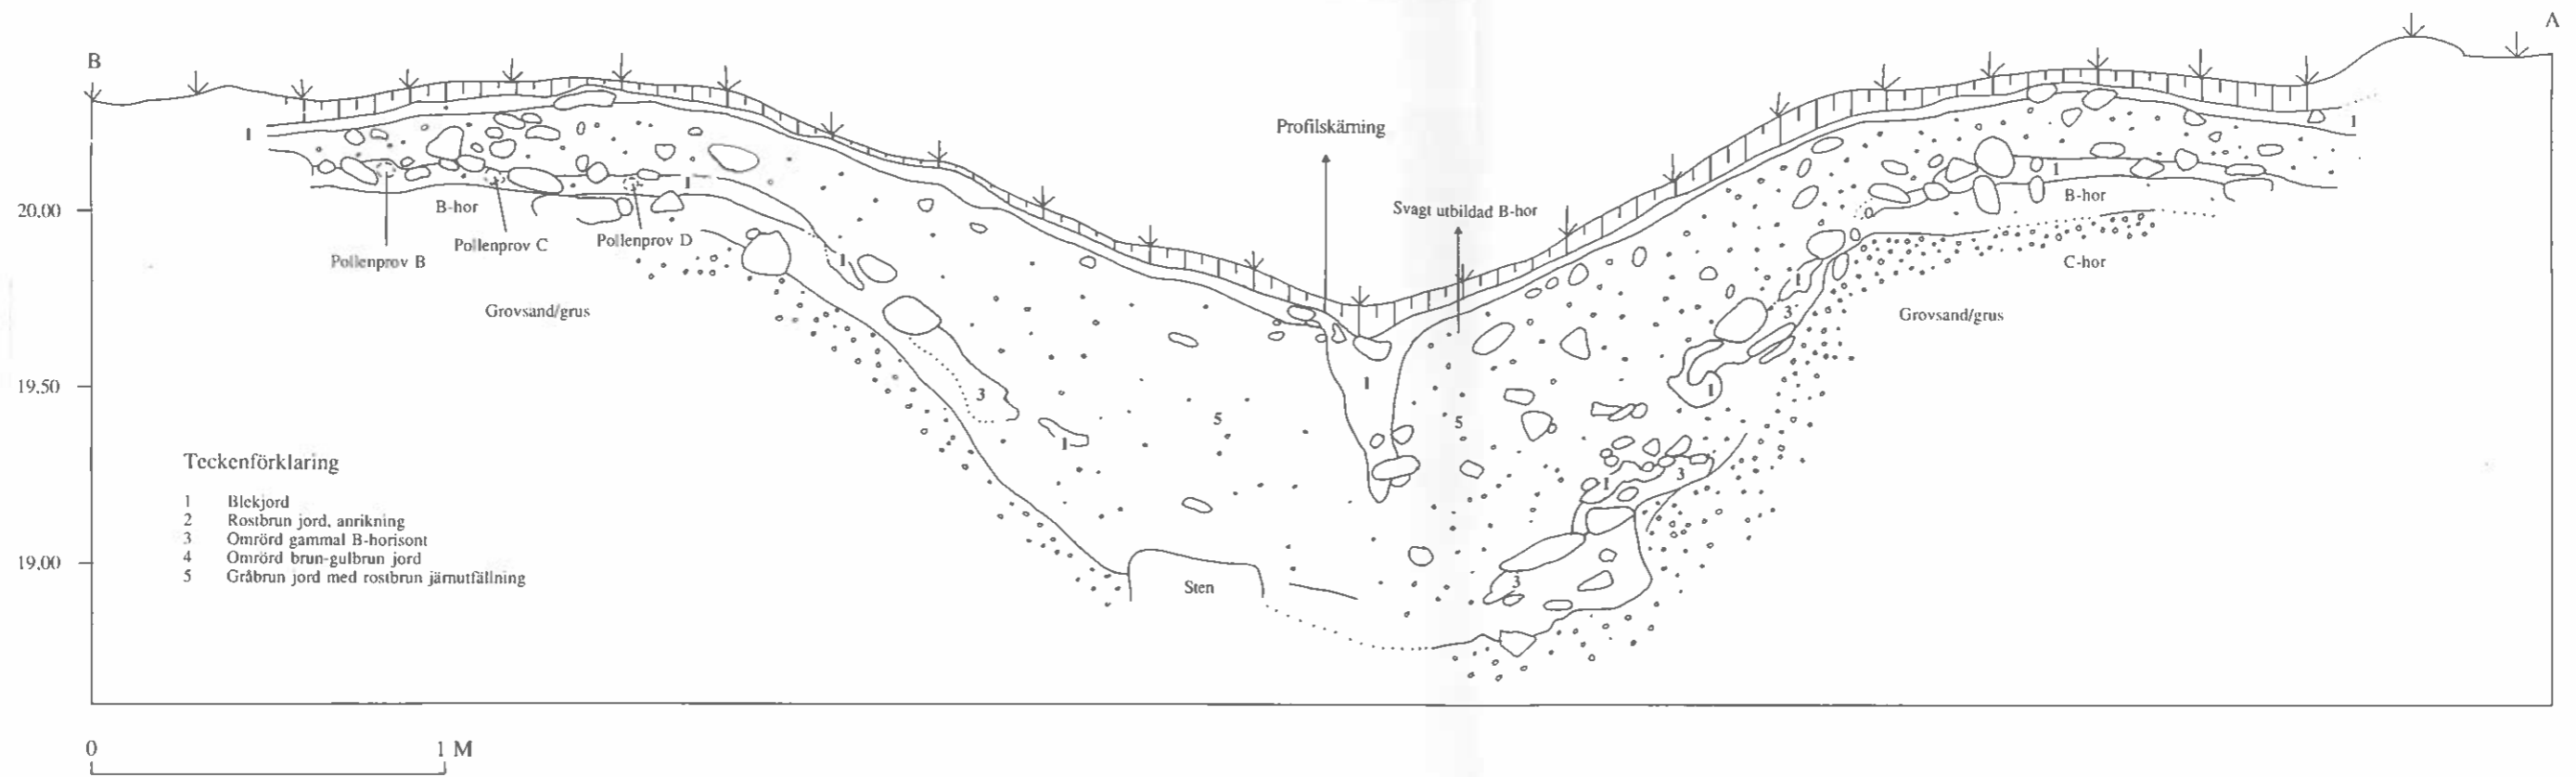 B
A
Profilskärning
1
1
1
1
20.00
B-hor
Svagt utbildad B-hor
B-hor
Pollenprov B
Pollenprov C
Pollenprov D
1
1
C-hor
Grovsand/grus
3
Grovsand/grus
19.50
3
1
1
5
5
1
3
1
Teckenförklaring
1 Blekjord
2 Rostbrun jord, anrikning
3 Omrörd gammal B-horisont
4 Omrörd brun-gulbrun jord
5 Gråbrun jord med rostbrun järnutfällning
19.00
Sten
3
0 1 M